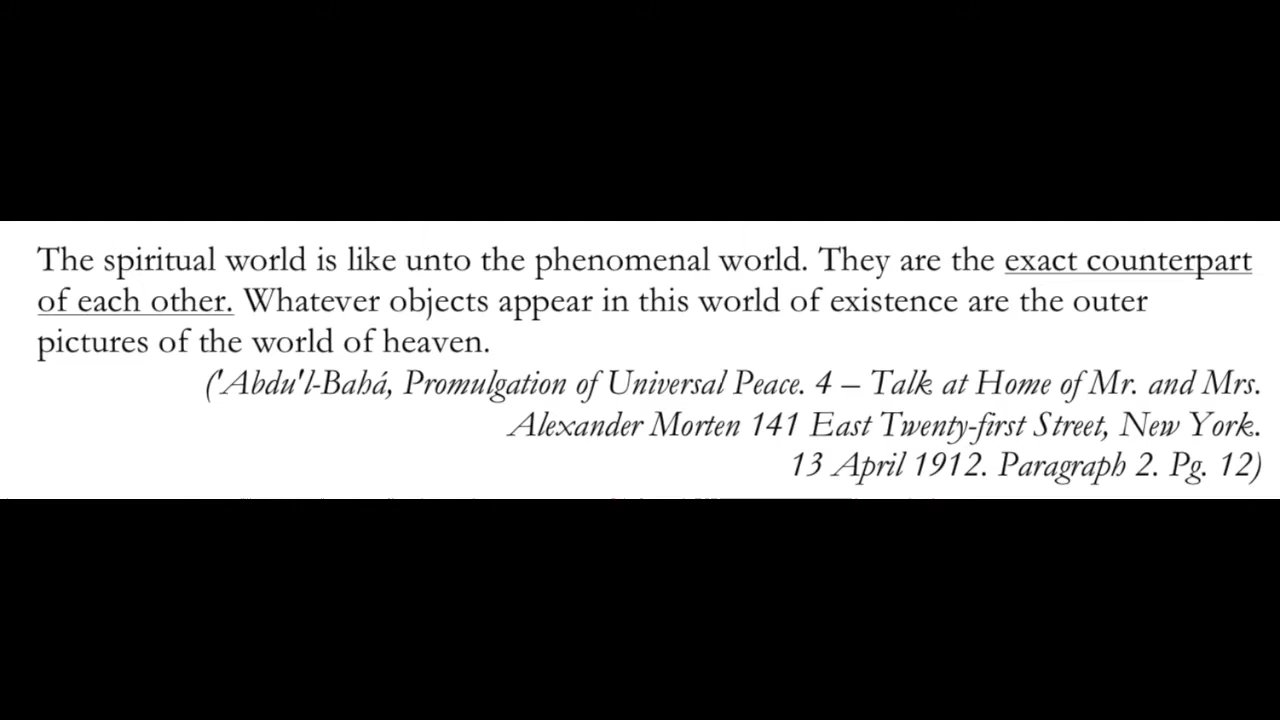 The spiritual world is like unto the phenomenal world. They are the exact counterpart
of each other. Whatever objects appear in this world of existence are the outer
pictures of the world of heaven.
('Abdu'l-Bahá, Promulgation of Universal Peace. 4 – Talk at Home of Mr. and Mrs.
Alexander Morten 141 East Twenty-first Street, New York.
13 April 1912. Paragraph 2. Pg. 12)